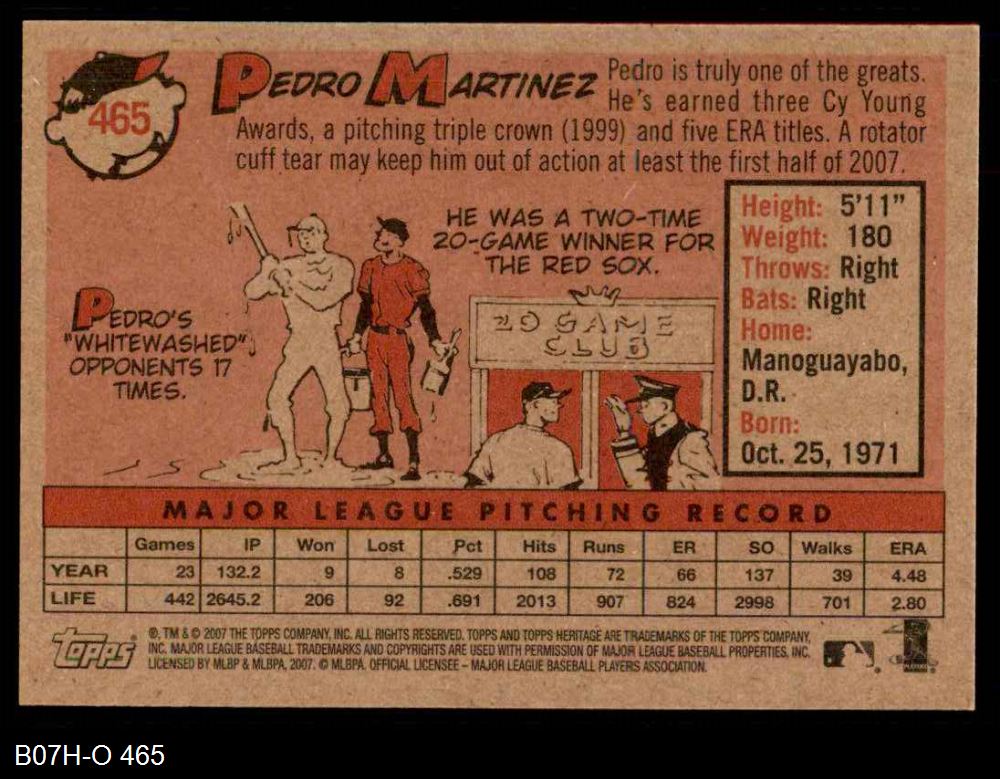 465
PEDRO MARTINEZ
Pedro is truly one of the greats.
He's earned three Cy Young
Awards, a pitching triple crown (1999) and five ERA titles. A rotator
cuff tear may keep him out of action at least the first half of 2007.
HE WAS A TWO-TIME
20-GAME WINNER FOR
THE RED SOX.
PEDRO'S
"WHITEWASHED"
OPPONENTS 17
TIMES.
20 GAME
CLUB
Height: 5'11"
Weight: 180
Throws: Right
Bats: Right
Home:
Manoguayabo,
D.R.
Born:
Oct. 25, 1971
MAJOR LEAGUE PITCHING RECORD
Games IP Won Lost Pct Hits Runs ER SO Walks ERA
YEAR 23 132.2 9 8 .529 108 72 66 137 39 4.48
LIFE 442 2645.2 206 92 .691 2013 907 824 2998 701 2.80
topps
®, TM & © 2007 THE TOPPS COMPANY, INC. ALL RIGHTS RESERVED. TOPPS AND TOPPS HERITAGE ARE TRADEMARKS OF THE TOPPS COMPANY,
INC. MAJOR LEAGUE BASEBALL TRADEMARKS AND COPYRIGHTS ARE USED WITH PERMISSION OF MAJOR LEAGUE BASEBALL PROPERTIES, INC.
LICENSED BY MLBP & MLBPA, 2007. © MLBPA. OFFICIAL LICENSEE – MAJOR LEAGUE BASEBALL PLAYERS ASSOCIATION.
B07H-O 465